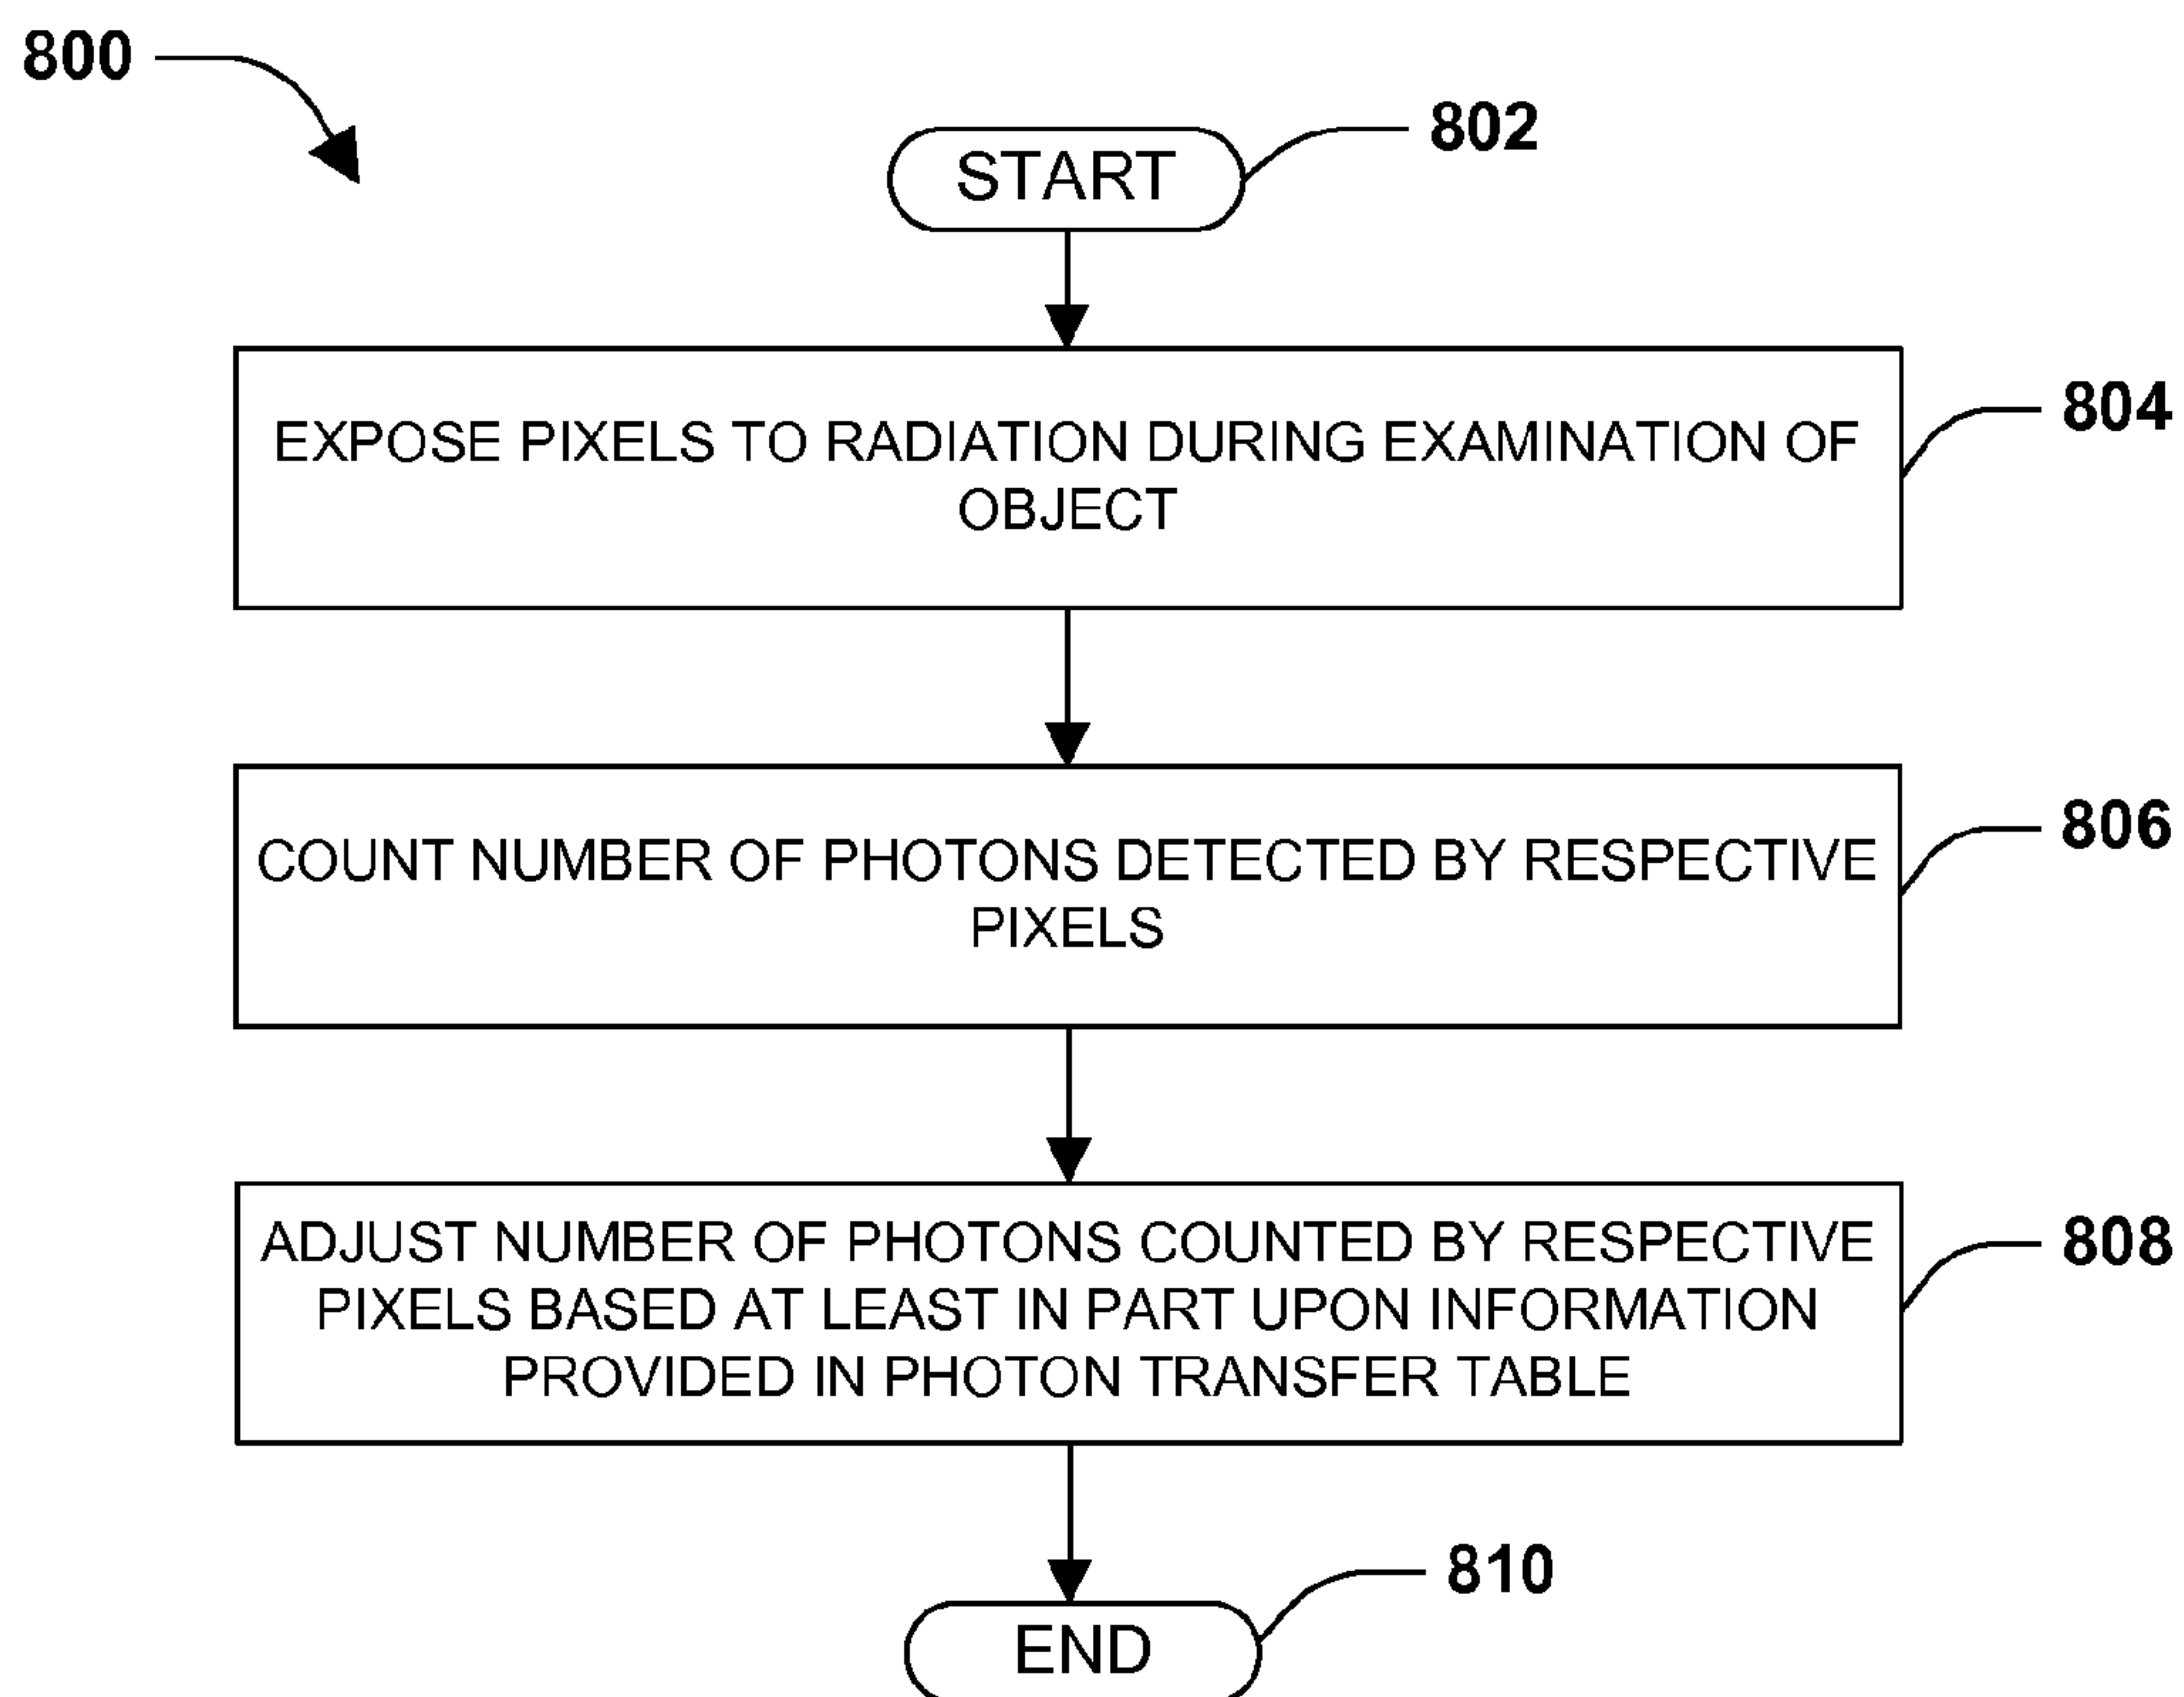 800
802
START
804
EXPOSE PIXELS TO RADIATION DURING EXAMINATION OF
OBJECT
806
COUNT NUMBER OF PHOTONS DETECTED BY RESPECTIVE
PIXELS
808
ADJUST NUMBER OF PHOTONS COUNTED BY RESPECTIVE
PIXELS BASED AT LEAST IN PART UPON INFORMATION
PROVIDED IN PHOTON TRANSFER TABLE
810
END